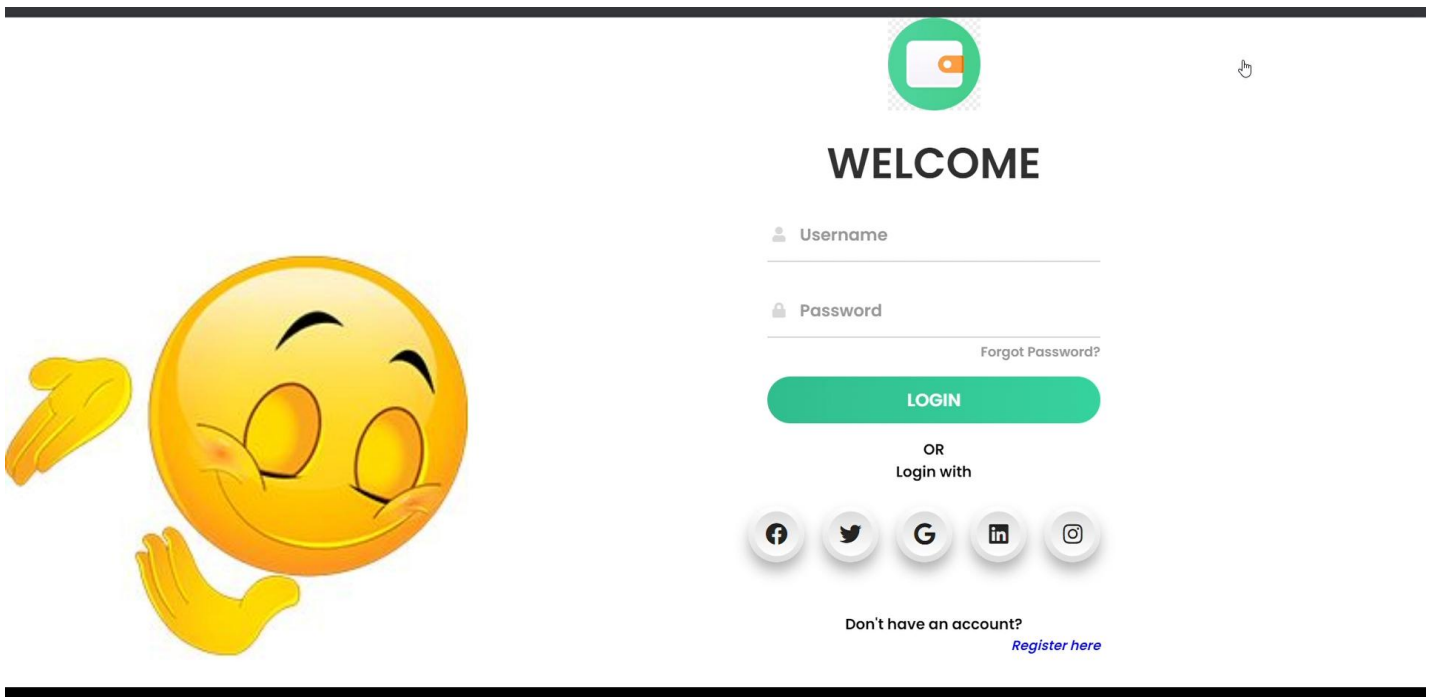 WELCOME
Username
Password
Forgot Password?
LOGIN
OR
Login with
Don't have an account?
Register here